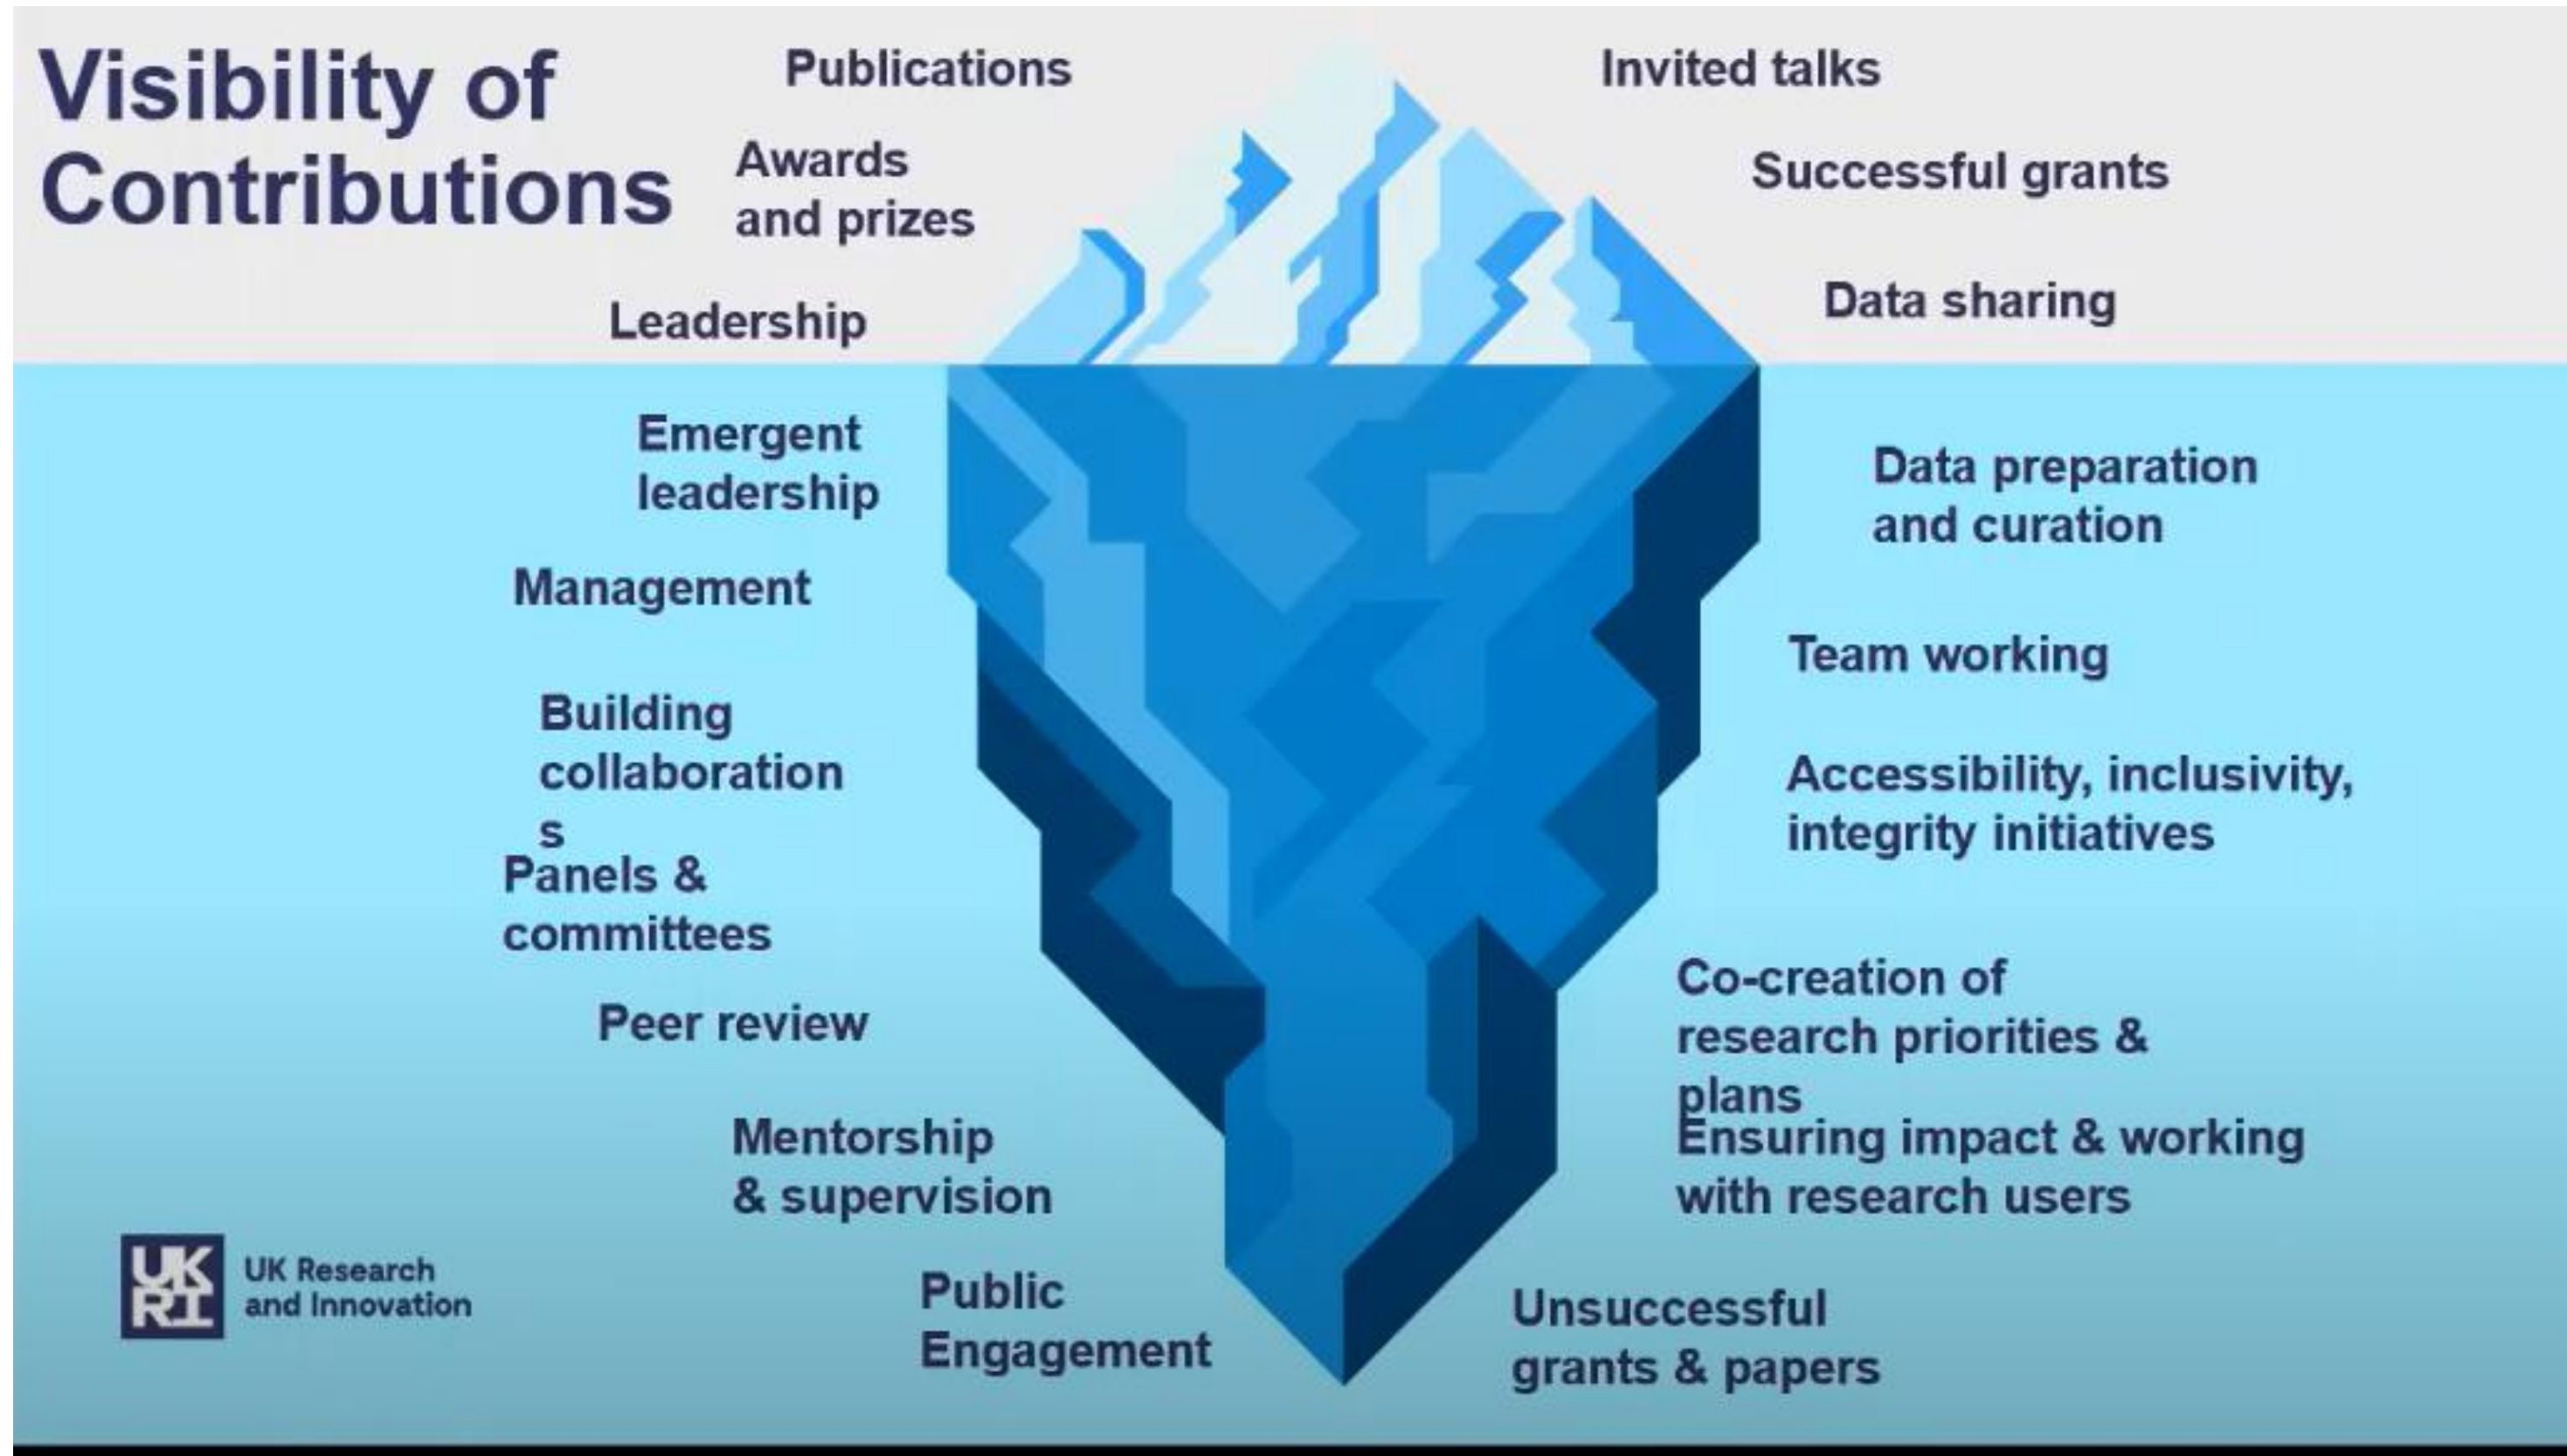 Visibility of
Contributions
Publications
Awards
and prizes
Leadership
Invited talks
Successful grants
Data sharing
Emergent
leadership
Management
Building
collaboration
s
Panels &
committees
Peer review
Mentorship
& supervision
Public
Engagement
Data preparation
and curation
Team working
Accessibility, inclusivity,
integrity initiatives
Co-creation of
research priorities &
plans
Ensuring impact & working
with research users
Unsuccessful
grants & papers
UK
RI
UK Research
and Innovation